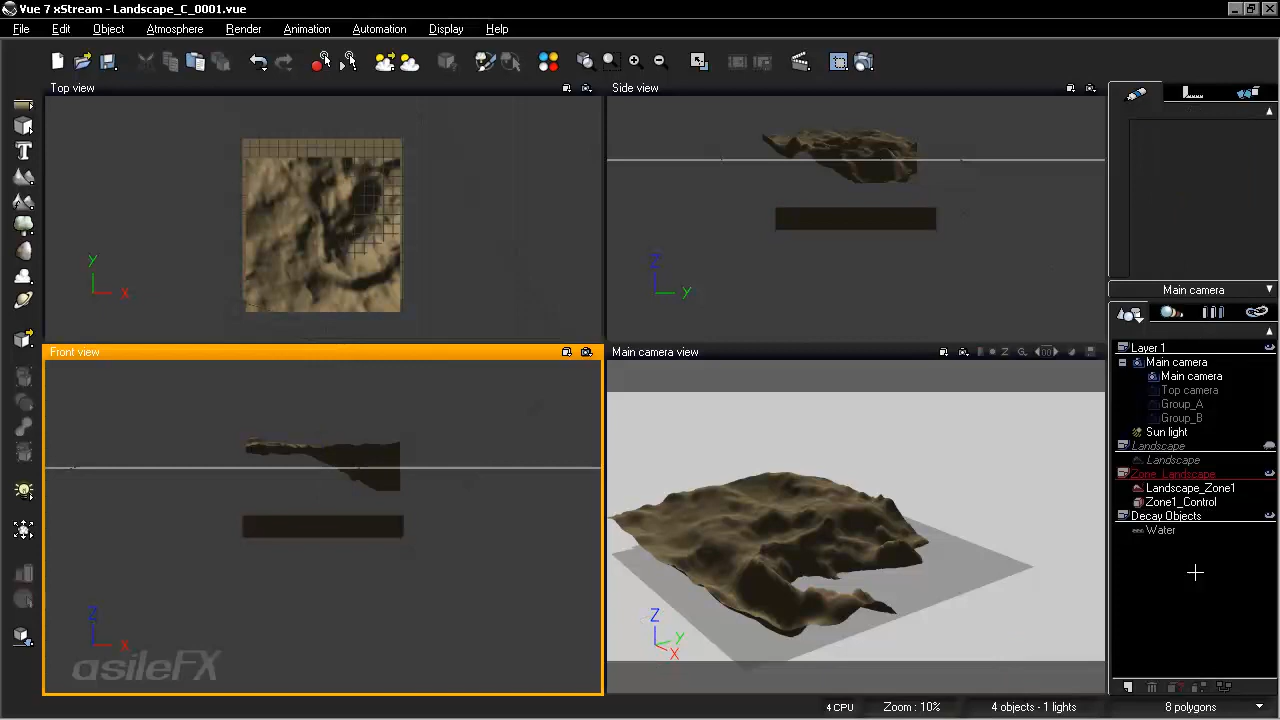 Vue 7 xStream - Landscape_C_0001.vue
File Edit Object Atmosphere Render Animation Automation Display Help
Top view
Side view
Y
X
Z
Y
Main camera
Front view
Main camera view
Z
X
Z
Y
X
asileFX
Layer 1
Main camera
Main camera
Top camera
Group_A
Group_B
Sun light
Landscape
Landscape
Zone_Landscape
Landscape_Zone1
Zone1_Control
Decay Objects
Water
4 CPU Zoom : 10% 4 objects - 1 lights 8 polygons